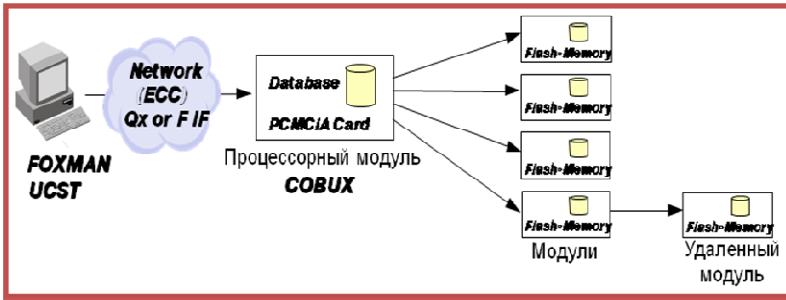 Network
(ECC)
Qx or F IF
FOXMAN
UCST
Database
PCMCIA Card
Процессорный модуль
COBUX
Flash-Memory
Flash-Memory
Flash-Memory
Flash-Memory
Модули
Flash-Memory
Удаленный
модуль